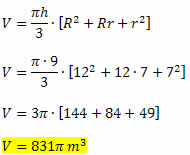 V = πh/3 · [R² + Rr + r²]
V = π · 9/3 · [12² + 12 · 7 + 7²]
V = 3π · [144 + 84 + 49]
V = 831π m³